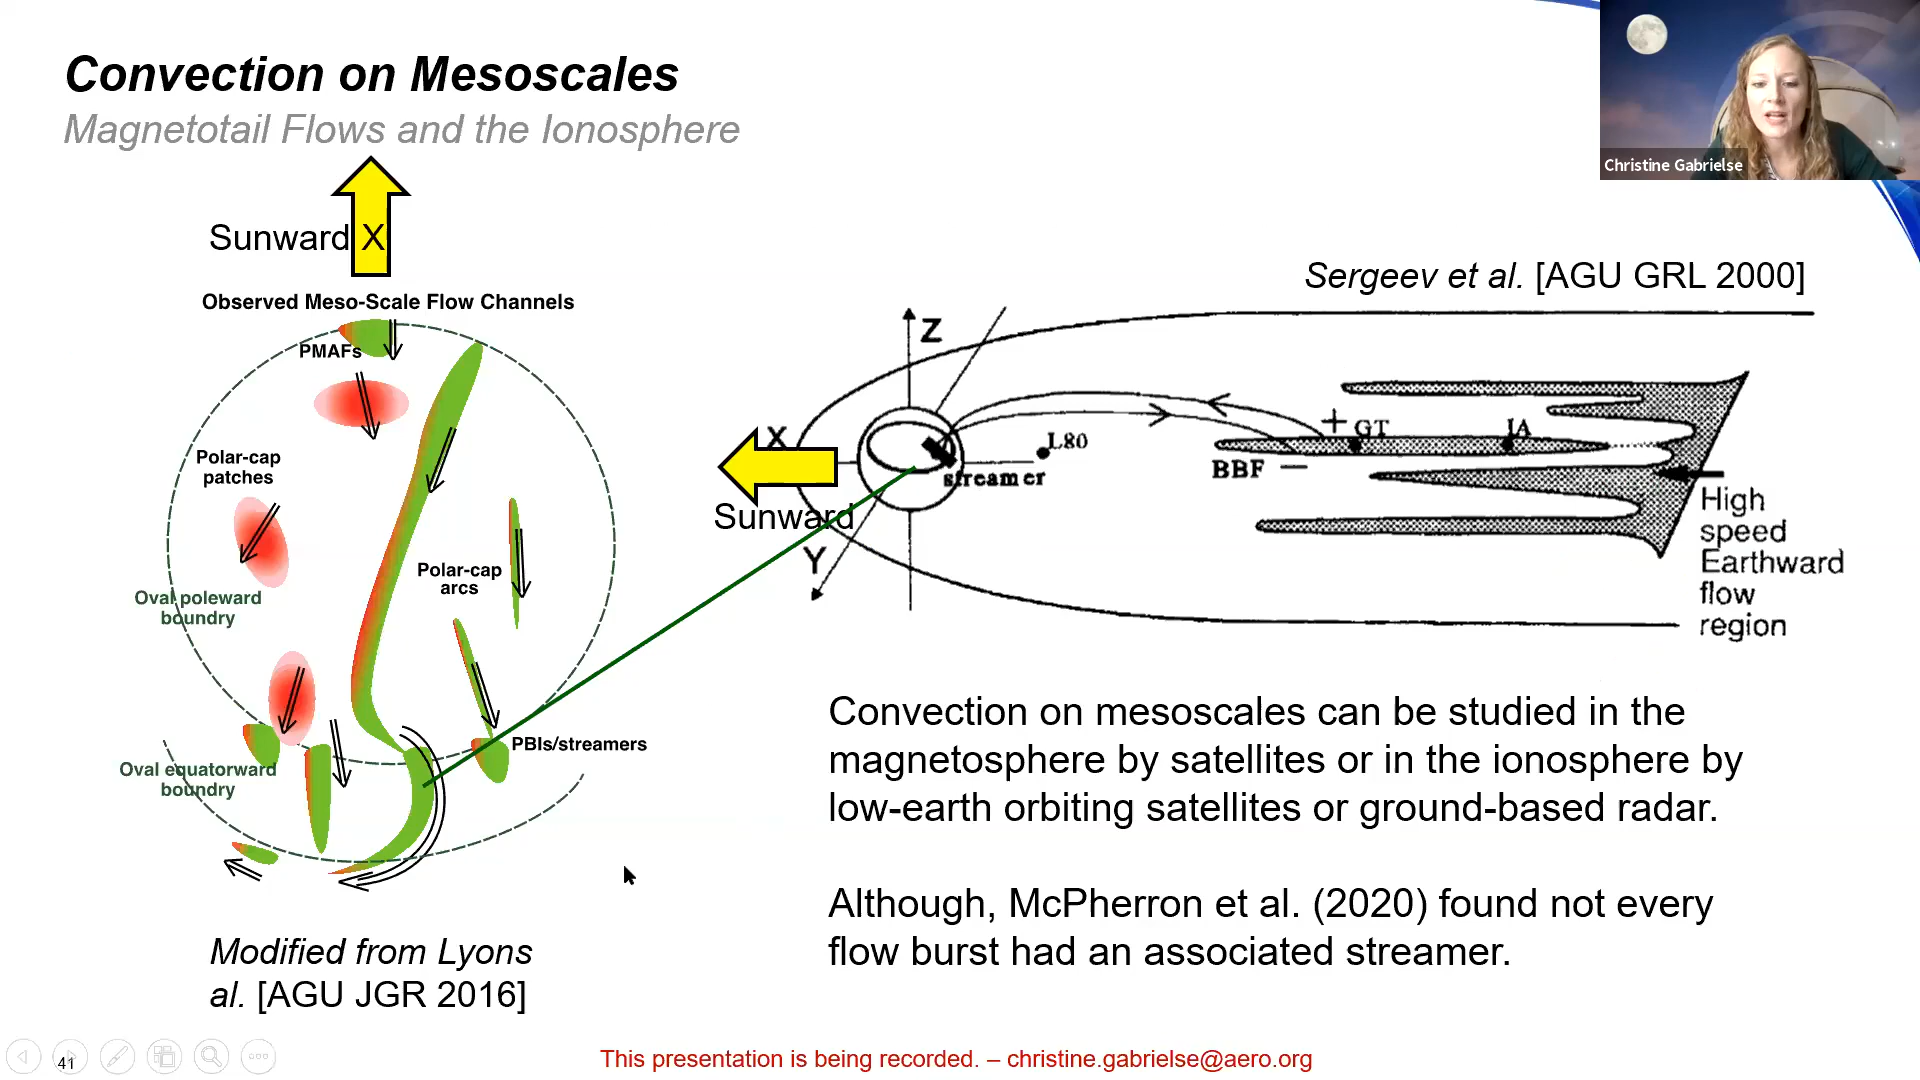 Convection on Mesoscales
Magnetotail Flows and the Ionosphere
Christine Gabrielse
Sunward X
Observed Meso-Scale Flow Channels
PMAFs
Polar-cap
patches
Polar-cap
arcs
Oval poleward
boundry
PBIs/streamers
Oval equatorward
boundry
Modified from Lyons
al. [AGU JGR 2016]
Sergeev et al. [AGU GRL 2000]
Z
X
Sunward
Y
streamer
L80
+
GT
IA
BBF −
High
speed
Earthward
flow
region
Convection on mesoscales can be studied in the
magnetosphere by satellites or in the ionosphere by
low-earth orbiting satellites or ground-based radar.
Although, McPherron et al. (2020) found not every
flow burst had an associated streamer.
41
This presentation is being recorded. – christine.gabrielse@aero.org